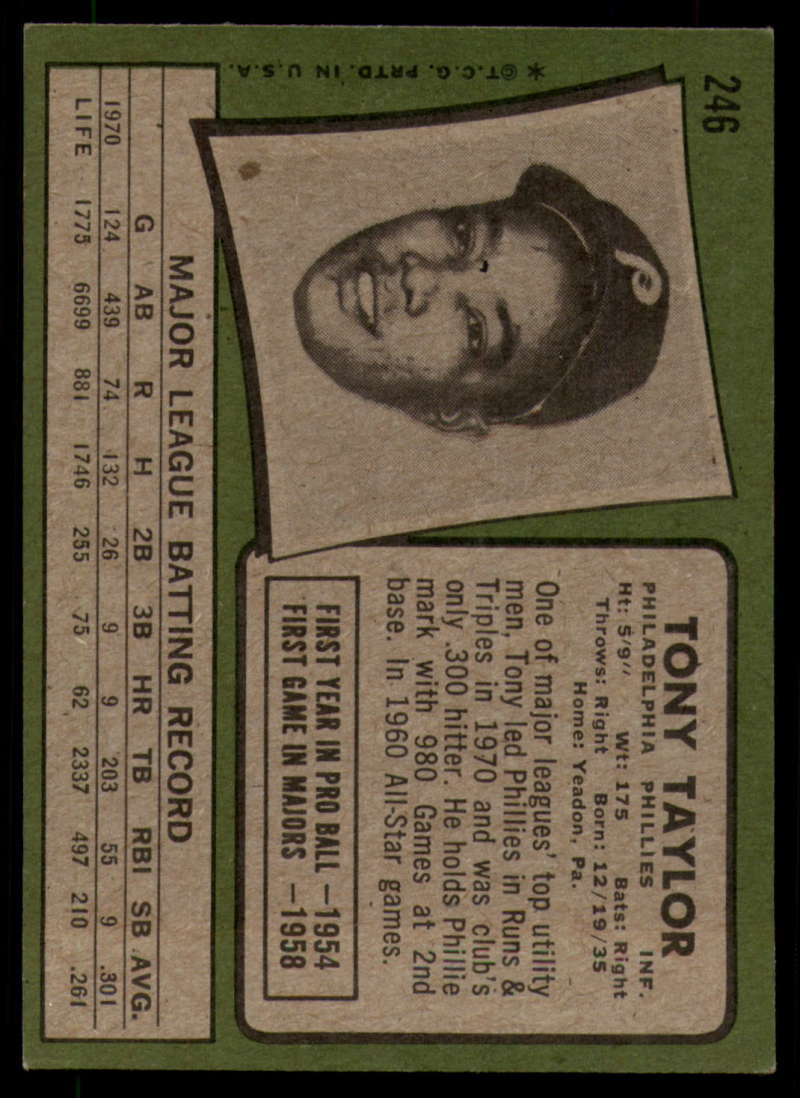 246
*©T.C.G. PRTD. IN U.S.A.
P
TONY TAYLOR
PHILADELPHIA PHILLIES INF.
Ht: 5'9" Wt: 175 Bats: Right
Throws: Right Born: 12/19/35
Home: Yeadon, Pa.
One of major leagues' top utility
men, Tony led Phillies in Runs &
Triples in 1970 and was club's
only .300 hitter. He holds Phillie
mark with 980 Games at 2nd
base. In 1960 All-Star games.
FIRST YEAR IN PRO BALL —1954
FIRST GAME IN MAJORS —1958
MAJOR LEAGUE BATTING RECORD
G AB R H 2B 3B HR TB RBI SB AVG.
1970 124 439 74 132 26 9 9 203 55 9 .301
LIFE 1775 6699 881 1746 255 75 62 2337 497 210 .261